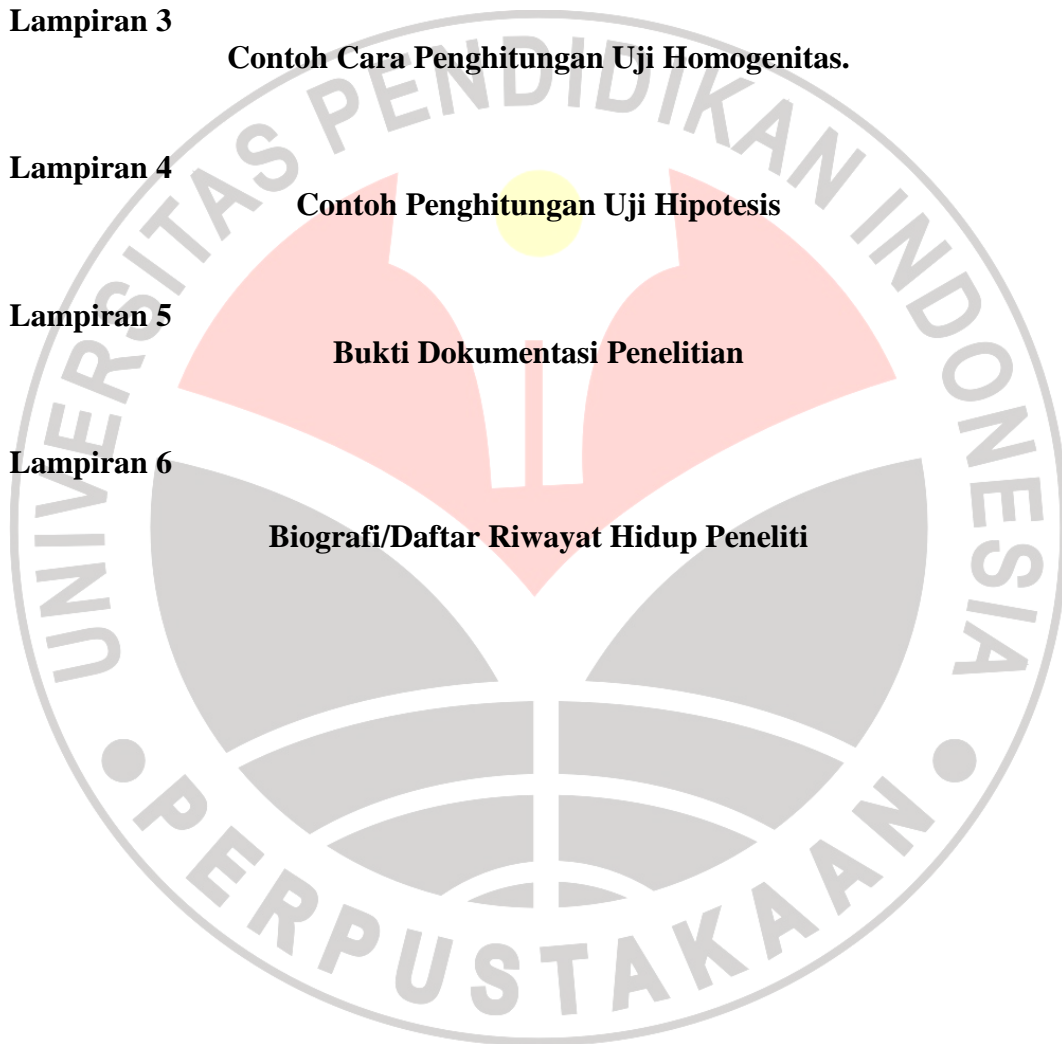 Lampiran 3
Contoh Cara Penghitungan Uji Homogenitas.
Lampiran 4
Contoh Penghitungan Uji Hipotesis
Lampiran 5
Bukti Dokumentasi Penelitian
Lampiran 6
Biografi/Daftar Riwayat Hidup Peneliti
UNIVERSITAS PENDIDIKAN INDONESIA
PERPUSTAKAAN